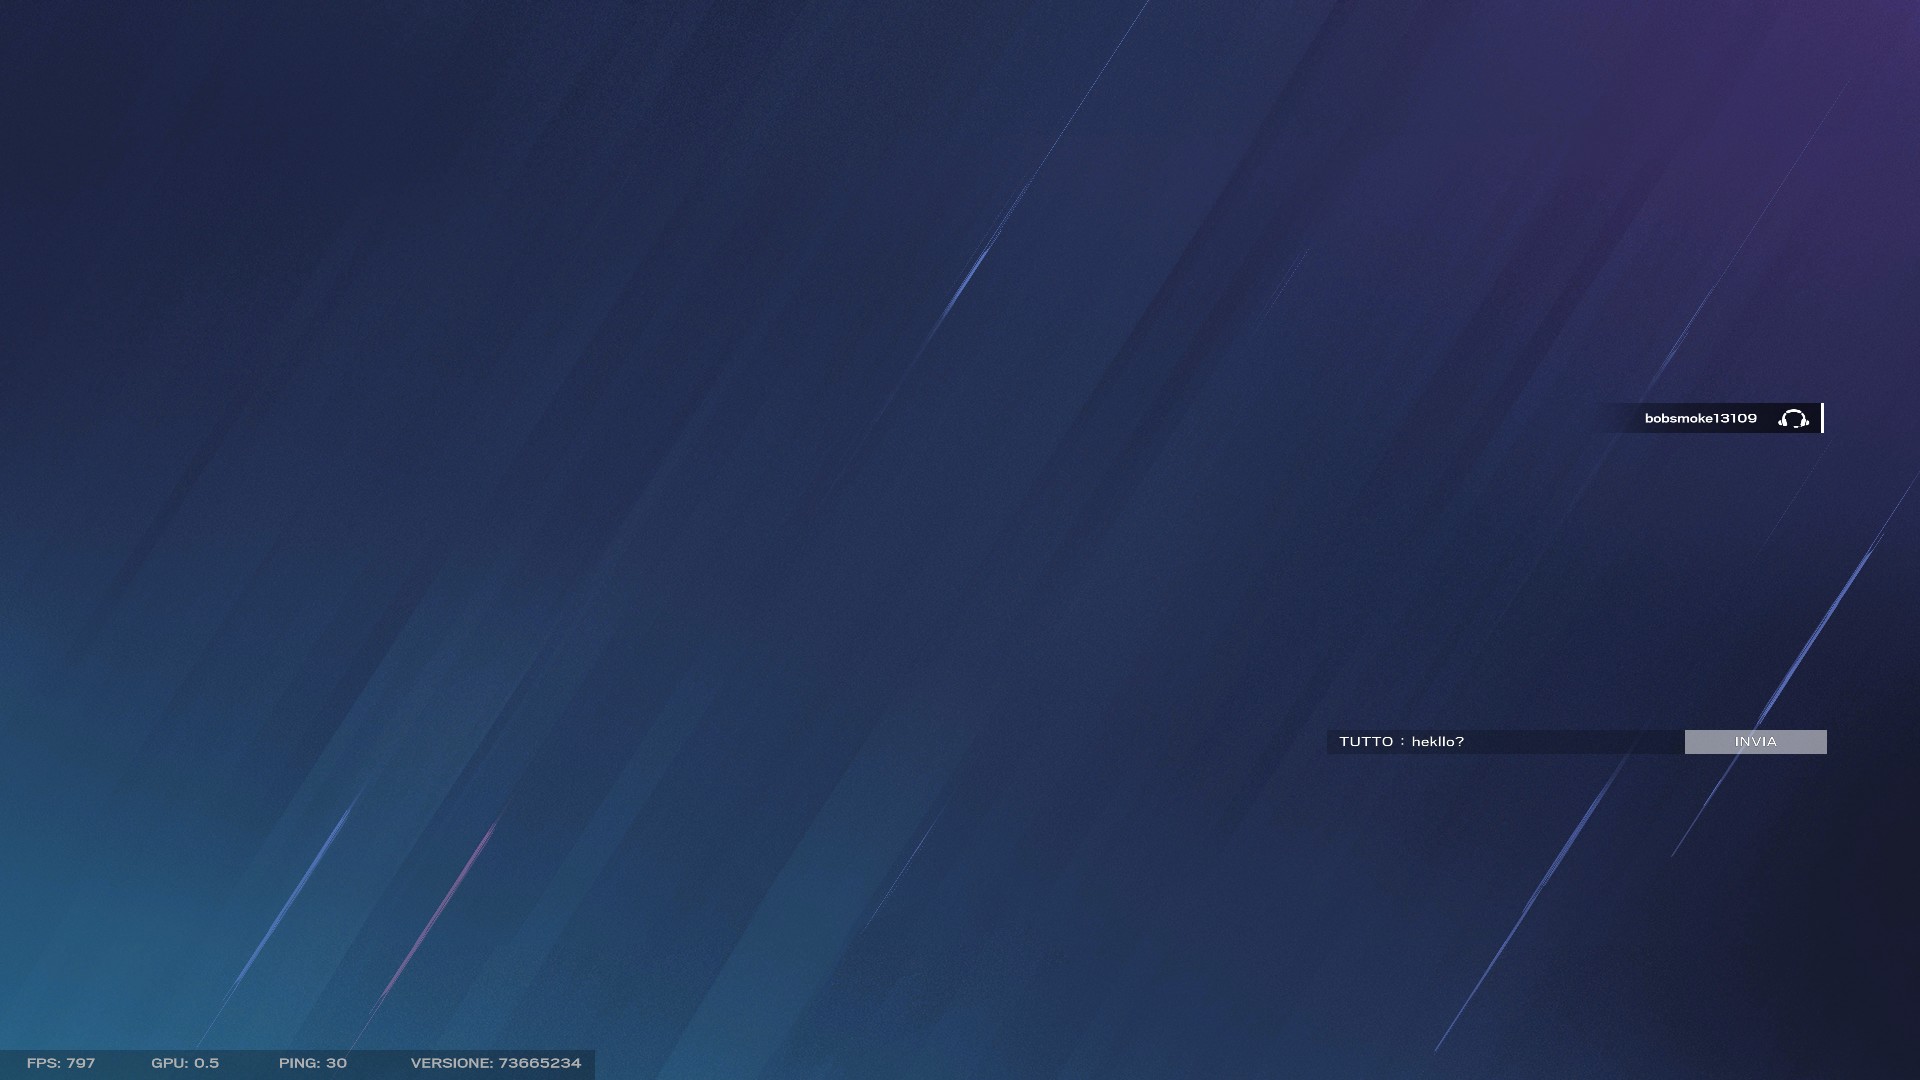 bobsmoke13109
TUTTO : hekllo?
INVIA
FPS: 797 GPU: 0.5 PING: 30 VERSIONE: 73665234